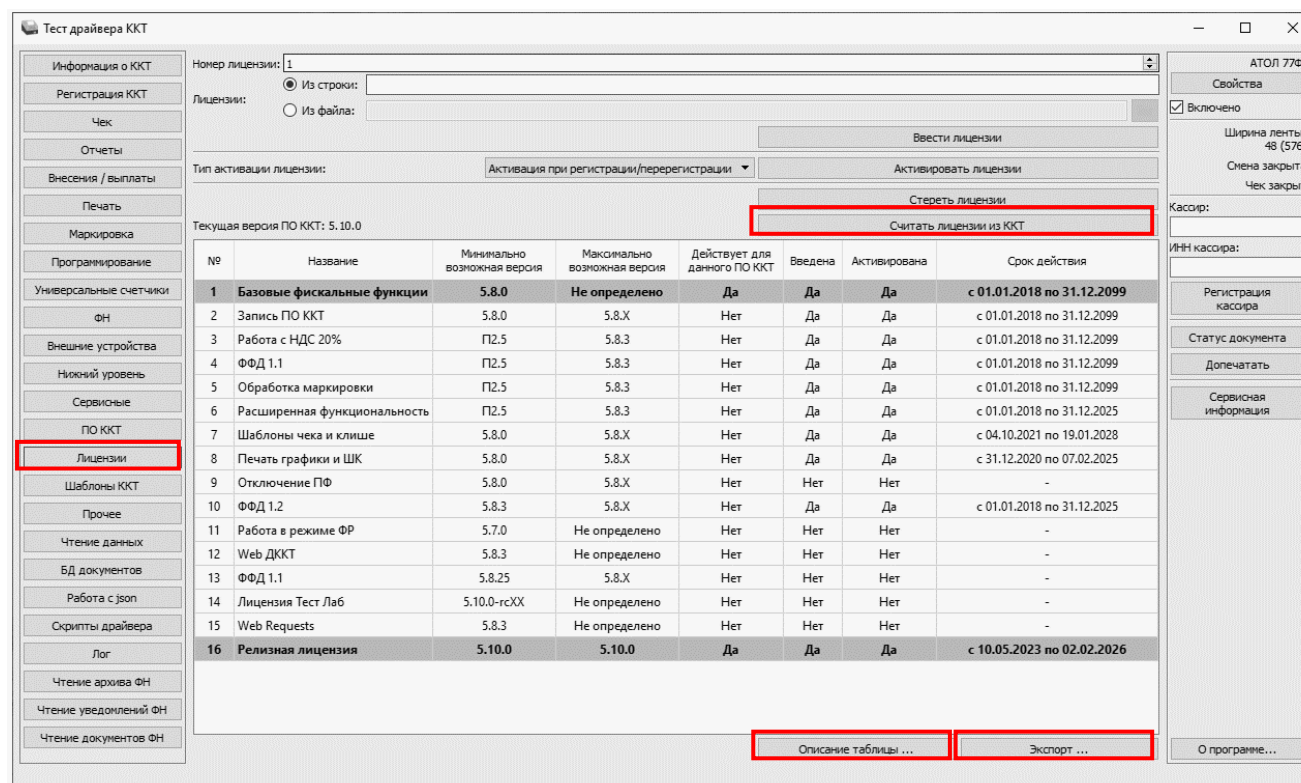 Тест драйвера ККТ
Информация о ККТ
Регистрация ККТ
Чек
Отчеты
Внесения / выплаты
Печать
Маркировка
Программирование
Универсальные счетчики
ФН
Внешние устройства
Нижний уровень
Сервисные
ПО ККТ
Лицензии
Шаблоны ККТ
Прочее
Чтение данных
БД документов
Работа с json
Скрипты драйвера
Лог
Чтение архива ФН
Чтение уведомлений ФН
Чтение документов ФН
Номер лицензии: 1
Лицензии:
Из строки:
Из файла:
Ввести лицензии
Тип активации лицензии: Активация при регистрации/перерегистрации Активировать лицензии
Стереть лицензии
Текущая версия ПО ККТ: 5.10.0 Считать лицензии из ККТ
№ Название Минимально возможная версия Максимально возможная версия Действует для данного ПО ККТ Введена Активирована Срок действия
1 Базовые фискальные функции 5.8.0 Не определено Да Да Да с 01.01.2018 по 31.12.2099
2 Запись ПО ККТ 5.8.0 5.8.X Нет Да Да с 01.01.2018 по 31.12.2099
3 Работа с НДС 20% П2.5 5.8.3 Нет Да Да с 01.01.2018 по 31.12.2099
4 ФФД 1.1 П2.5 5.8.3 Нет Да Да с 01.01.2018 по 31.12.2099
5 Обработка маркировки П2.5 5.8.3 Нет Да Да с 01.01.2018 по 31.12.2099
6 Расширенная функциональность П2.5 5.8.3 Нет Да Да с 01.01.2018 по 31.12.2025
7 Шаблоны чека и клише 5.8.0 5.8.X Нет Да Да с 04.10.2021 по 19.01.2028
8 Печать графики и ШК 5.8.0 5.8.X Нет Да Да с 31.12.2020 по 07.02.2025
9 Отключение ПФ 5.8.0 5.8.X Нет Нет Нет -
10 ФФД 1.2 5.8.3 5.8.X Нет Да Да с 01.01.2018 по 31.12.2025
11 Работа в режиме ФР 5.7.0 Не определено Нет Нет Нет -
12 Web ДККТ 5.8.3 Не определено Нет Нет Нет -
13 ФФД 1.1 5.8.25 5.8.X Нет Нет Нет -
14 Лицензия Тест Лаб 5.10.0-rcXX Не определено Нет Нет Нет -
15 Web Requests 5.8.3 Не определено Нет Нет Нет -
16 Релизная лицензия 5.10.0 5.10.0 Да Да Да с 10.05.2023 по 02.02.2026
Описание таблицы ... Экспорт ...
АТОЛ 77Ф
Свойства
Включено
Ширина ленты
48 (576
Смена закрыт
Чек закры
Кассир:
ИНН кассира:
Регистрация
кассира
Статус документа
Допечатать
Сервисная
информация
О программе...